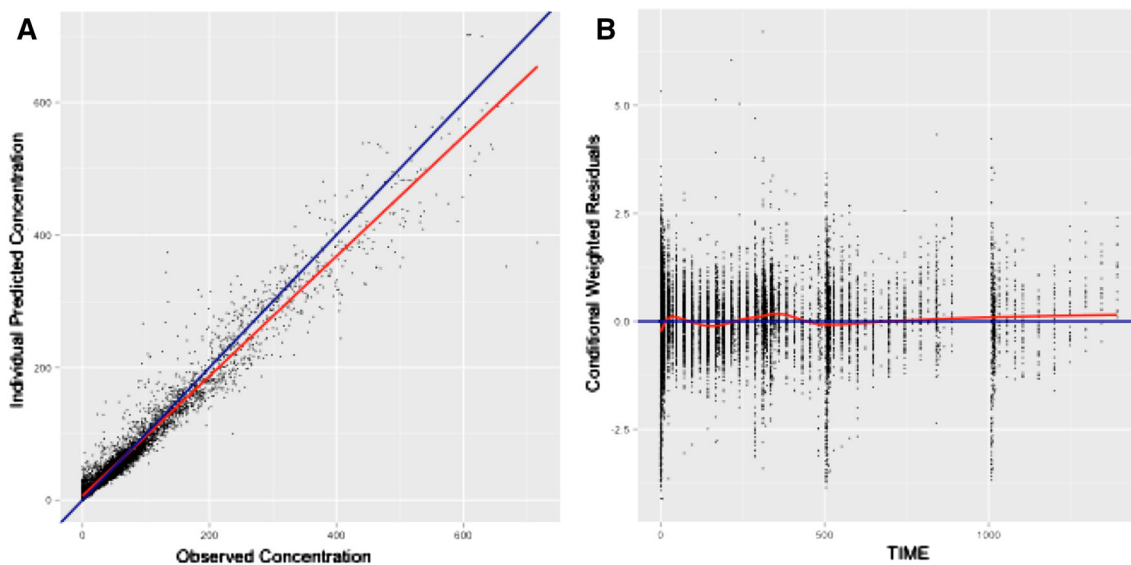 A
B
Individual Predicted Concentration
600
400
200
0
0 200 400 600
Observed Concentration
Conditional Weighted Residuals
5.0
2.5
0.0
-2.5
0 500 1000
TIME